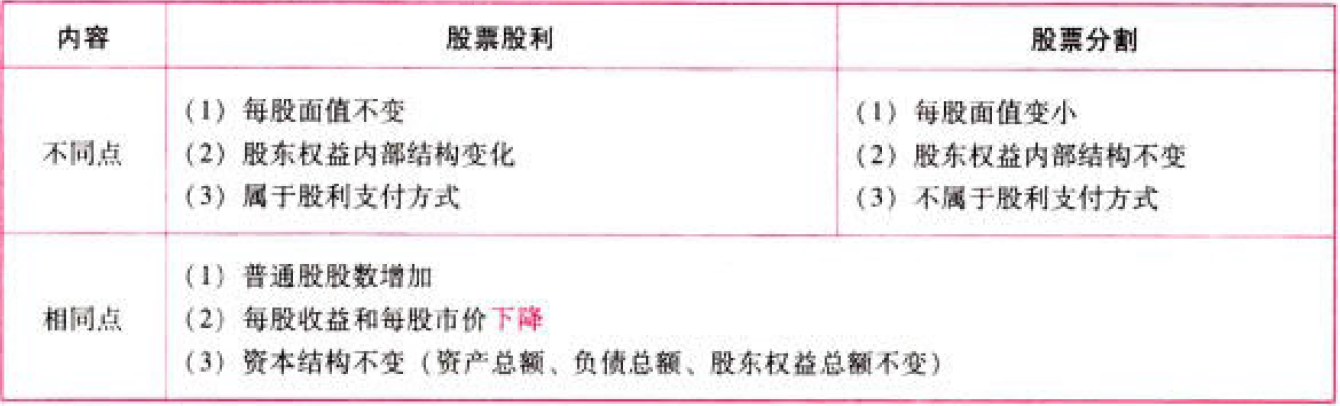 内容 股票股利 股票分割
(1) 每股面值不变 (1) 每股面值变小
不同点 (2) 股东权益内部结构变化 (2) 股东权益内部结构不变
(3) 属于股利支付方式 (3) 不属于股利支付方式
(1) 普通股股数增加
相同点 (2) 每股收益和每股市价下降
(3) 资本结构不变(资产总额、负债总额、股东权益总额不变)